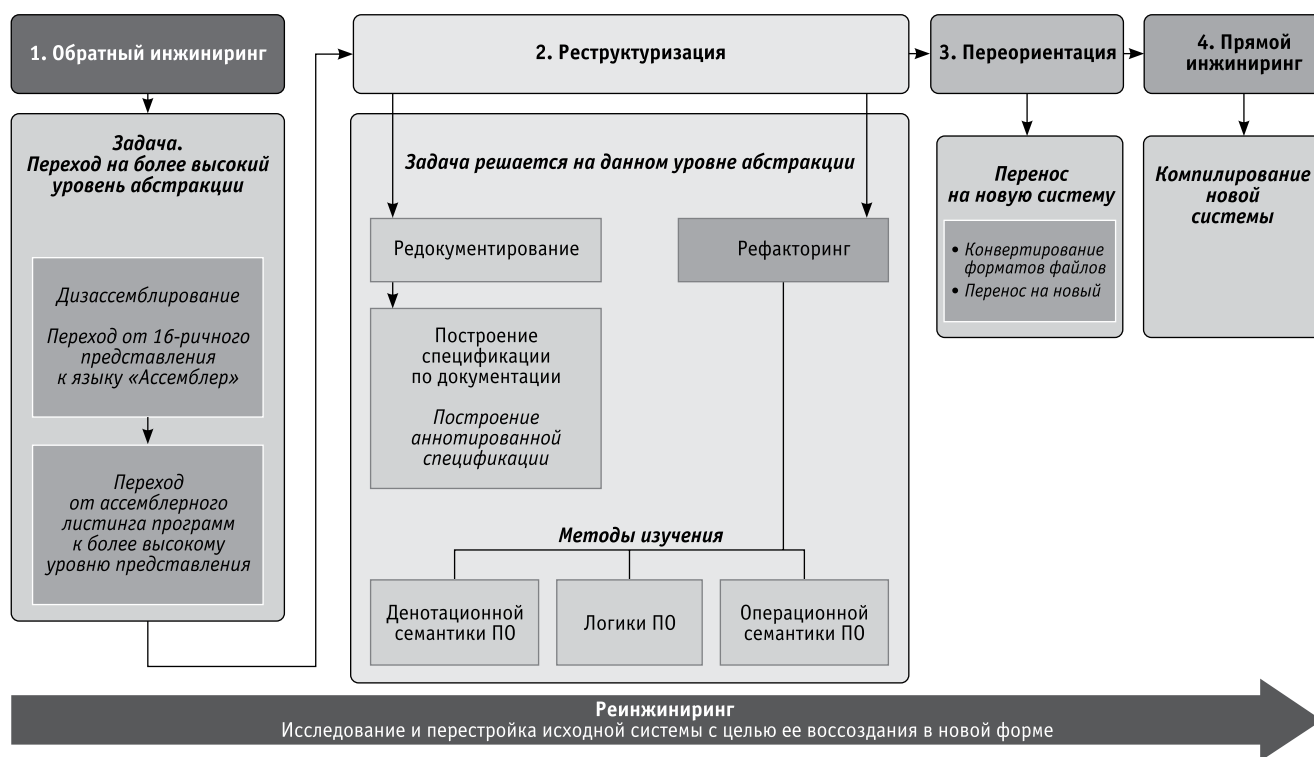 1. Обратный инжиниринг
Задача.
Переход на более высокий
уровень абстракции
Дизассемблирование
Переход от 16-ричного
представления
к языку «Ассемблер»
Переход
от ассемблерного
листинга программ
к более высокому
уровню представления
2. Реструктуризация
Задача решается на данном уровне абстракции
Редокументирование
Построение
спецификации
по документации
Построение
аннотированной
спецификации
Рефакторинг
Методы изучения
Денотационной
семантики ПО
Логики ПО
Операционной
семантики ПО
3. Переориентация
Перенос
на новую систему
• Конвертирование
форматов файлов
• Перенос на новый
4. Прямой
инжиниринг
Компилирование
новой
системы
Реинжиниринг
Исследование и перестройка исходной системы с целью ее воссоздания в новой форме